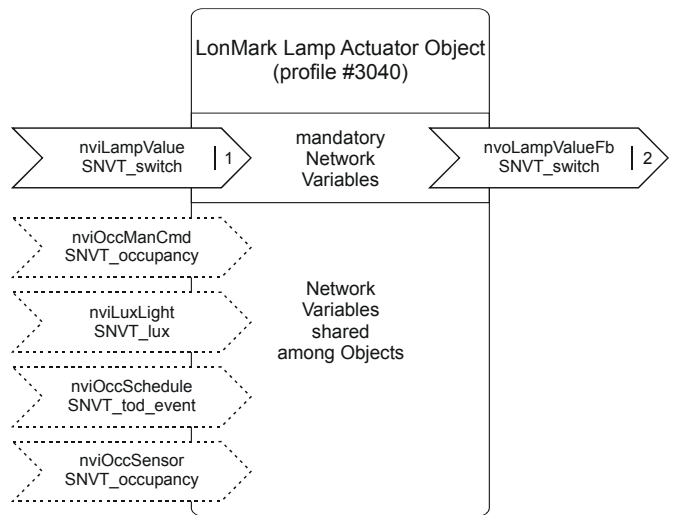 LonMark Lamp Actuator Object
(profile #3040)
nviLampValue
SNVT_switch
1
mandatory
Network
Variables
nvoLampValueFb
SNVT_switch
2
nviOccManCmd
SNVT_occupancy
nviLuxLight
SNVT_lux
nviOccSchedule
SNVT_tod_event
nviOccSensor
SNVT_occupancy
Network
Variables
shared
among Objects